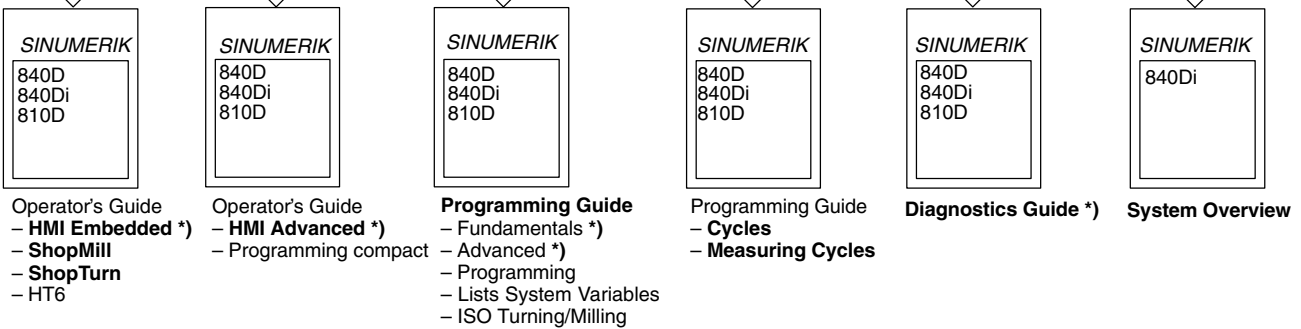 SINUMERIK
840D
840Di
810D
Operator's Guide
– HMI Embedded *)
– ShopMill
– ShopTurn
– HT6
SINUMERIK
840D
840Di
810D
Operator's Guide
– HMI Advanced *)
– Programming compact
SINUMERIK
840D
840Di
810D
Programming Guide
– Fundamentals *)
– Advanced *)
– Programming
– Lists System Variables
– ISO Turning/Milling
SINUMERIK
840D
840Di
810D
Programming Guide
– Cycles
– Measuring Cycles
SINUMERIK
840D
840Di
810D
Diagnostics Guide *)
SINUMERIK
840Di
System Overview